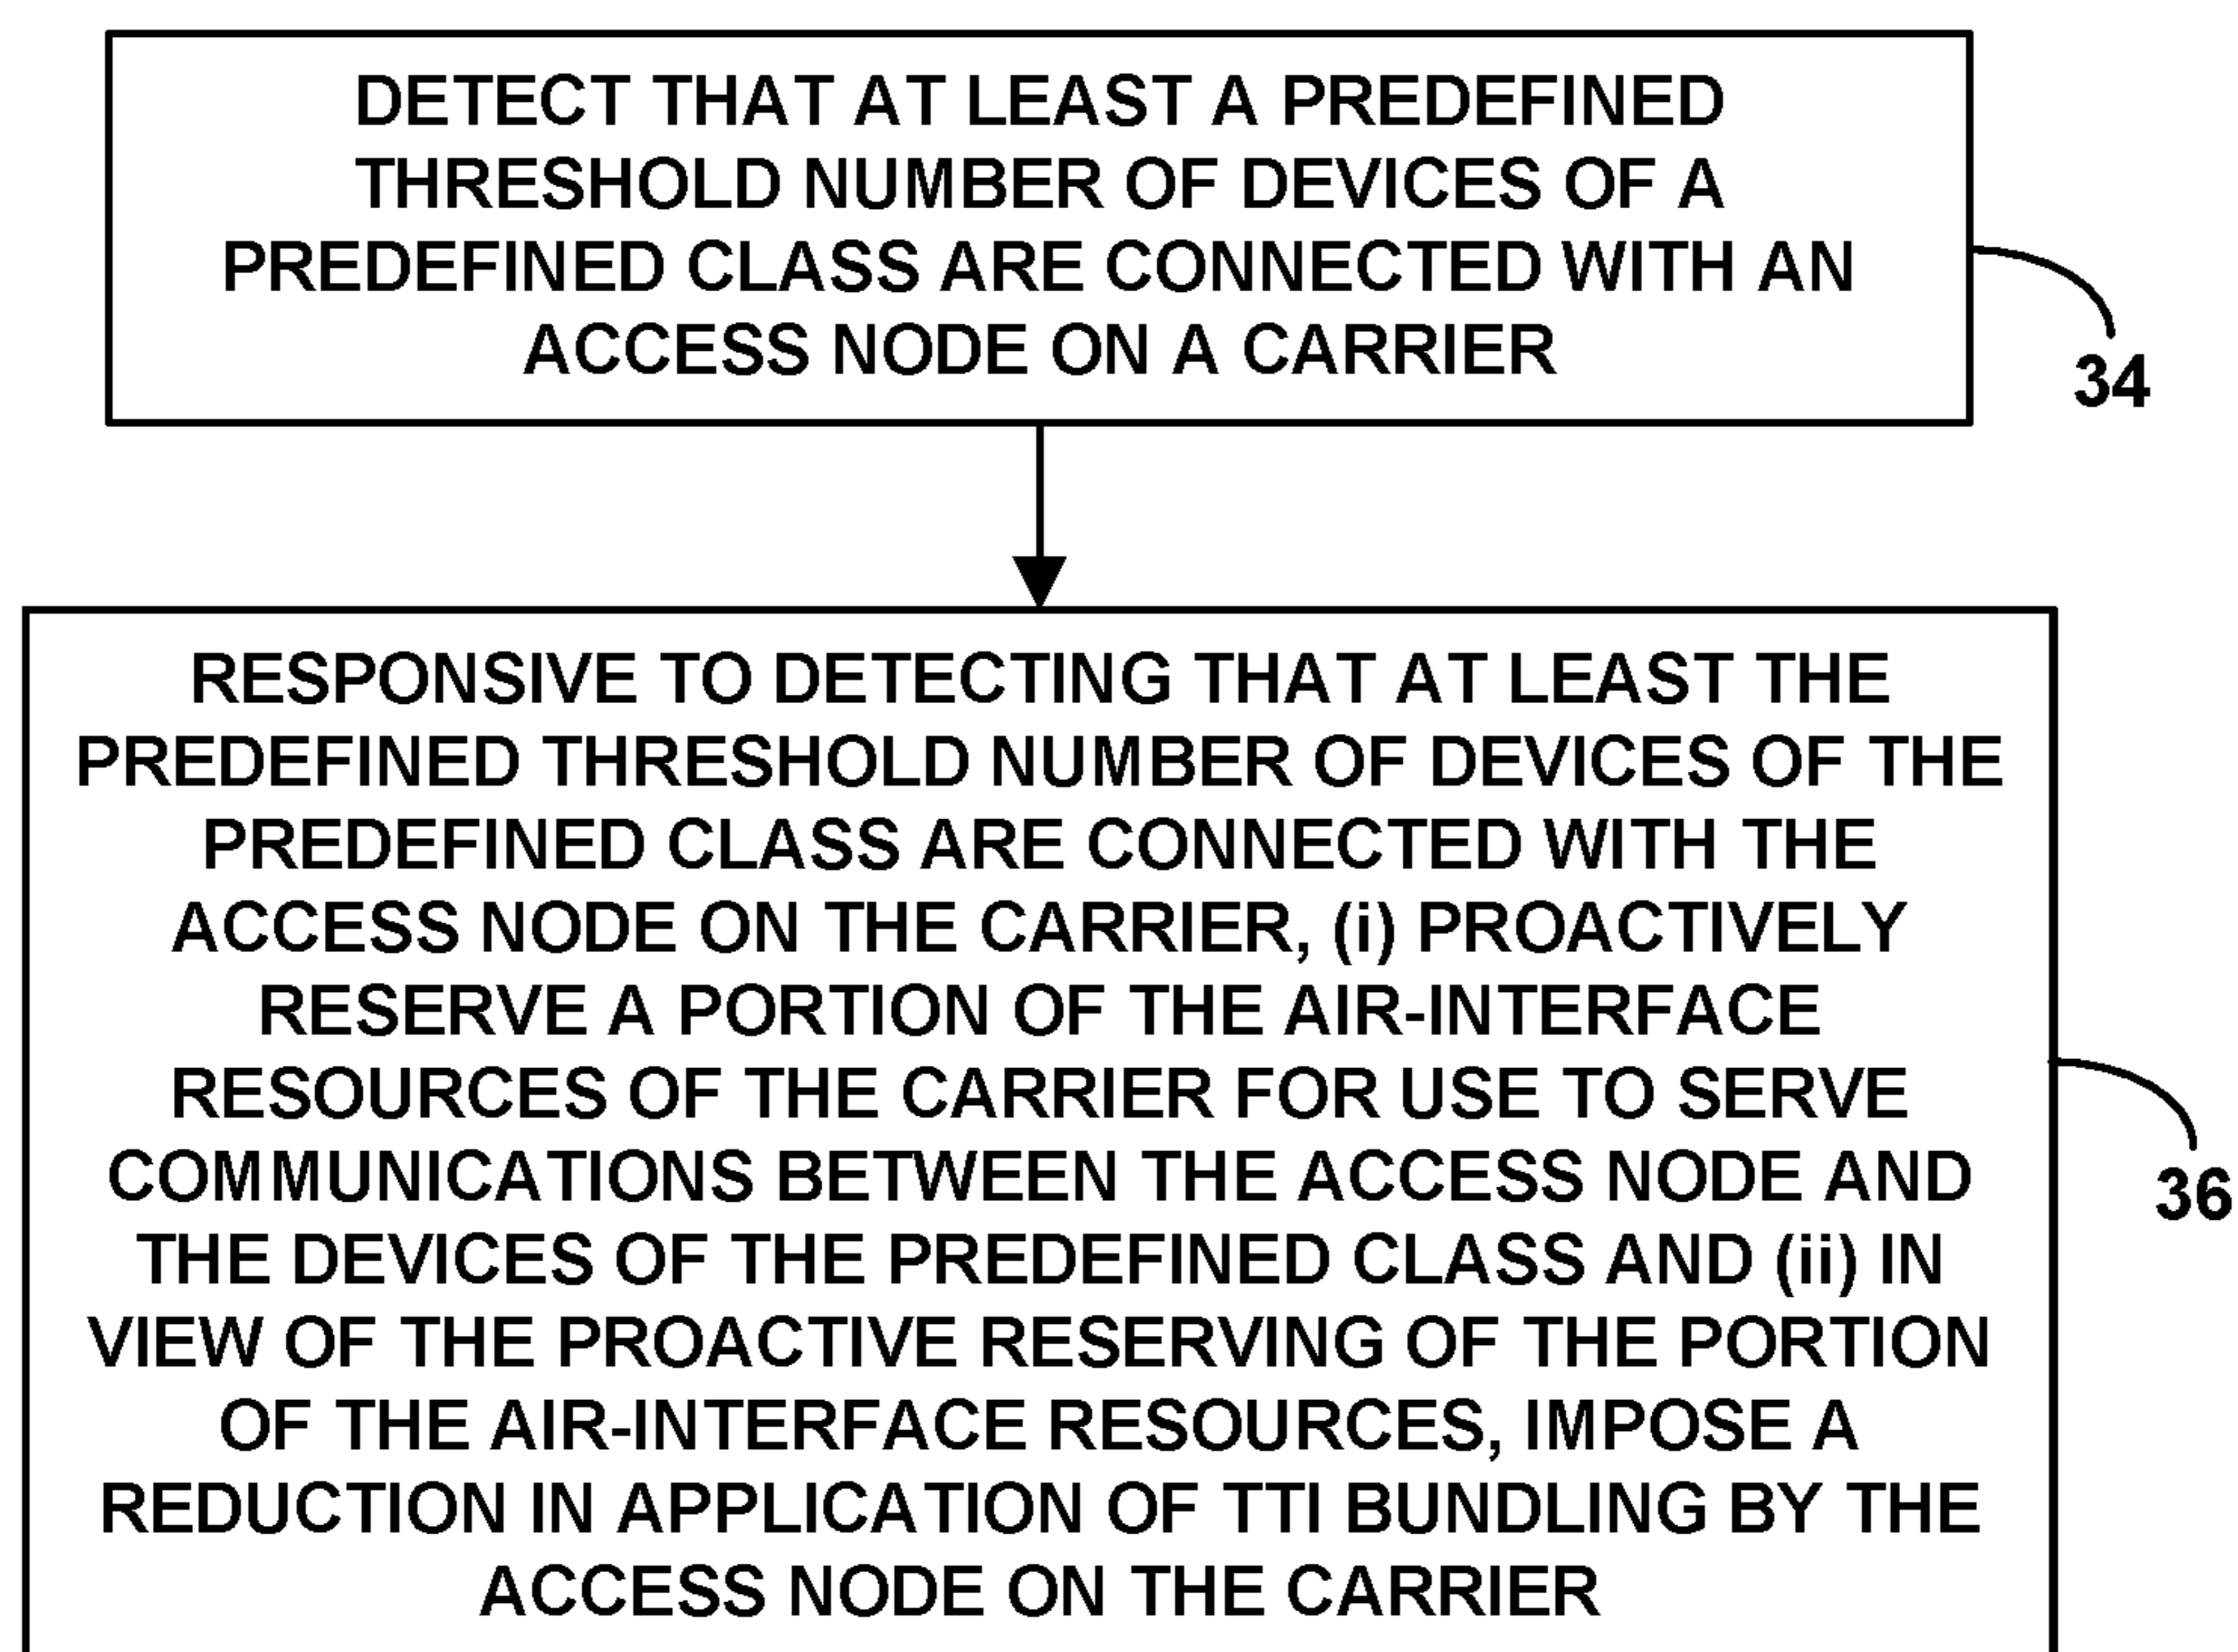 DETECT THAT AT LEAST A PREDEFINED
THRESHOLD NUMBER OF DEVICES OF A
PREDEFINED CLASS ARE CONNECTED WITH AN
ACCESS NODE ON A CARRIER
34
RESPONSIVE TO DETECTING THAT AT LEAST THE
PREDEFINED THRESHOLD NUMBER OF DEVICES OF THE
PREDEFINED CLASS ARE CONNECTED WITH THE
ACCESS NODE ON THE CARRIER, (i) PROACTIVELY
RESERVE A PORTION OF THE AIR-INTERFACE
RESOURCES OF THE CARRIER FOR USE TO SERVE
COMMUNICATIONS BETWEEN THE ACCESS NODE AND
THE DEVICES OF THE PREDEFINED CLASS AND (ii) IN
VIEW OF THE PROACTIVE RESERVING OF THE PORTION
OF THE AIR-INTERFACE RESOURCES, IMPOSE A
REDUCTION IN APPLICATION OF TTI BUNDLING BY THE
ACCESS NODE ON THE CARRIER
36